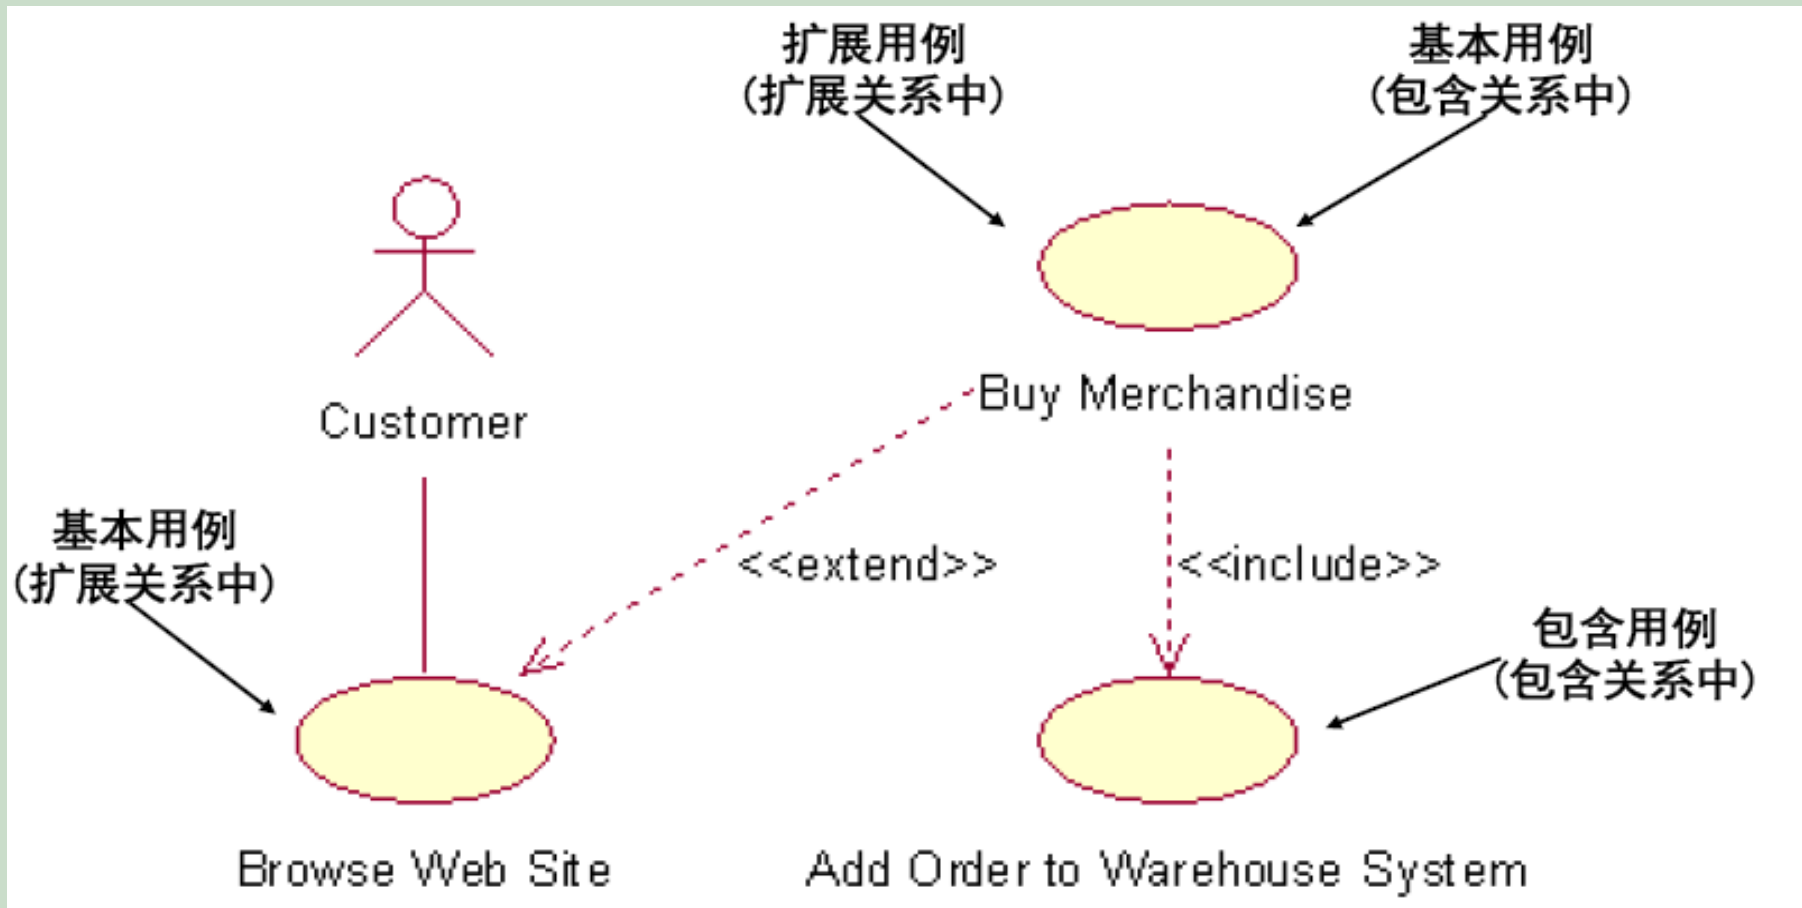 扩展用例
(扩展关系中)
基本用例
(包含关系中)
Customer
Buy Merchandise
基本用例
(扩展关系中)
<<extend>>
<<include>>
包含用例
(包含关系中)
Browse Web Site
Add Order to Warehouse System